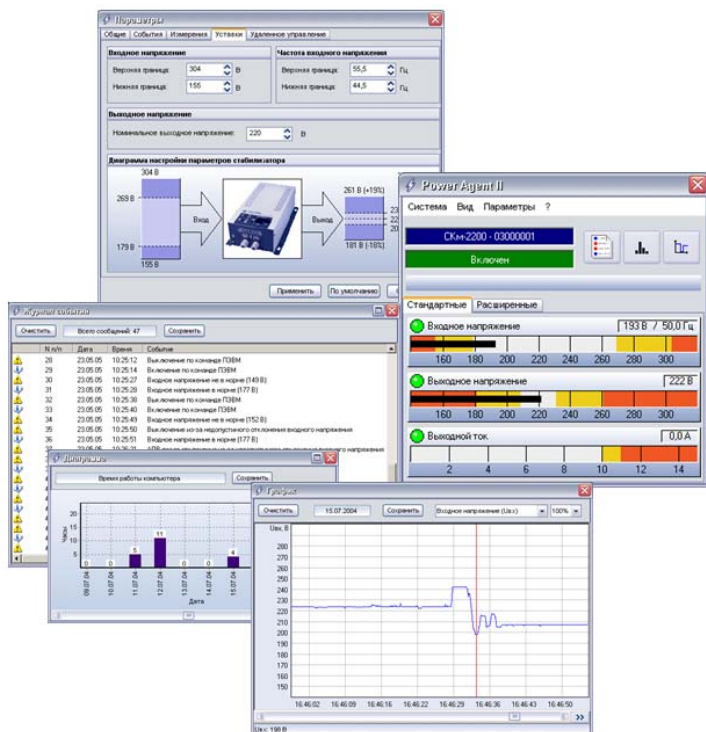 Параметры
Общие События Измерения Уставки Удаленное управление
Входное напряжение
Верхняя граница: 304 В
Нижняя граница: 155 В
Частота входного напряжения
Верхняя граница: 55,5 Гц
Нижняя граница: 44,5 Гц
Выходное напряжение
Номинальное выходное напряжение: 220 В
Диаграмма настройки параметров стабилизатора
304 В
269 В
179 В
155 В
Вход
Выход
261 В (+19%)
181 В (-18%)
Применить По умолчанию
Power Agent II
Система Вид Параметры ?
СКм-2200 - 03000001
Включен
Стандартные Расширенные
Входное напряжение 193 В / 50,0 Гц
160 180 200 220 240 260 280 300
Выходное напряжение 222 В
160 180 200 220 240 260 280 300
Выходной ток 0,0 А
2 4 6 8 10 12 14
Журнал событий
Очистить Всего сообщений: 47 Сохранить
N п/п Дата Время Событие
28 23.05.05 10:25:12 Выключение по команде ПЭВМ
29 23.05.05 10:25:14 Включение по команде ПЭВМ
30 23.05.05 10:25:27 Входное напряжение не в норме (149 В)
31 23.05.05 10:25:28 Входное напряжение в норме (177 В)
32 23.05.05 10:25:38 Выключение по команде ПЭВМ
33 23.05.05 10:25:40 Включение по команде ПЭВМ
34 23.05.05 10:25:49 Входное напряжение не в норме (152 В)
35 23.05.05 10:25:50 Выключение из-за недопустимого отклонения входного напряжения
36 23.05.05 10:25:51 Входное напряжение в норме (177 В)
Диаграмма
Время работы компьютера Сохранить
Часы
20
15
10
5
0 0 5 11 0 0 4
09.07.04 10.07.04 11.07.04 12.07.04 13.07.04 14.07.04 15.07.04
Дата
График
Очистить 15.07.2004 Сохранить Входное напряжение (Uвх) 100%
Uвх, В
280
270
260
250
240
230
220
210
200
190
180
170
160
150
16:46:02 16:46:09 16:46:16 16:46:22 16:46:29 16:46:36 16:46:43 16:46:50
Uвх: 198 В